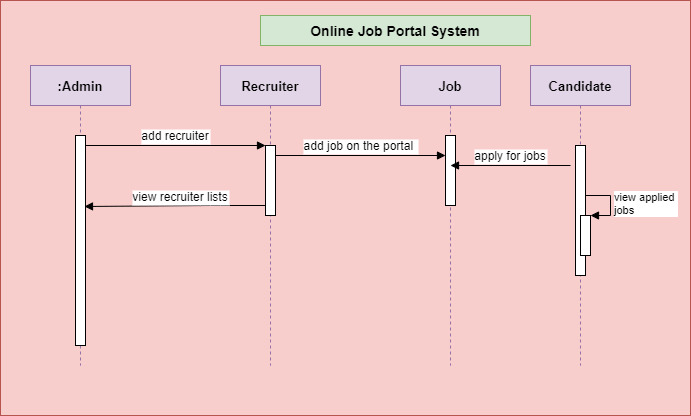 Online Job Portal System
:Admin
Recruiter
Job
Candidate
add recruiter
add job on the portal
apply for jobs
view recruiter lists
view applied
jobs